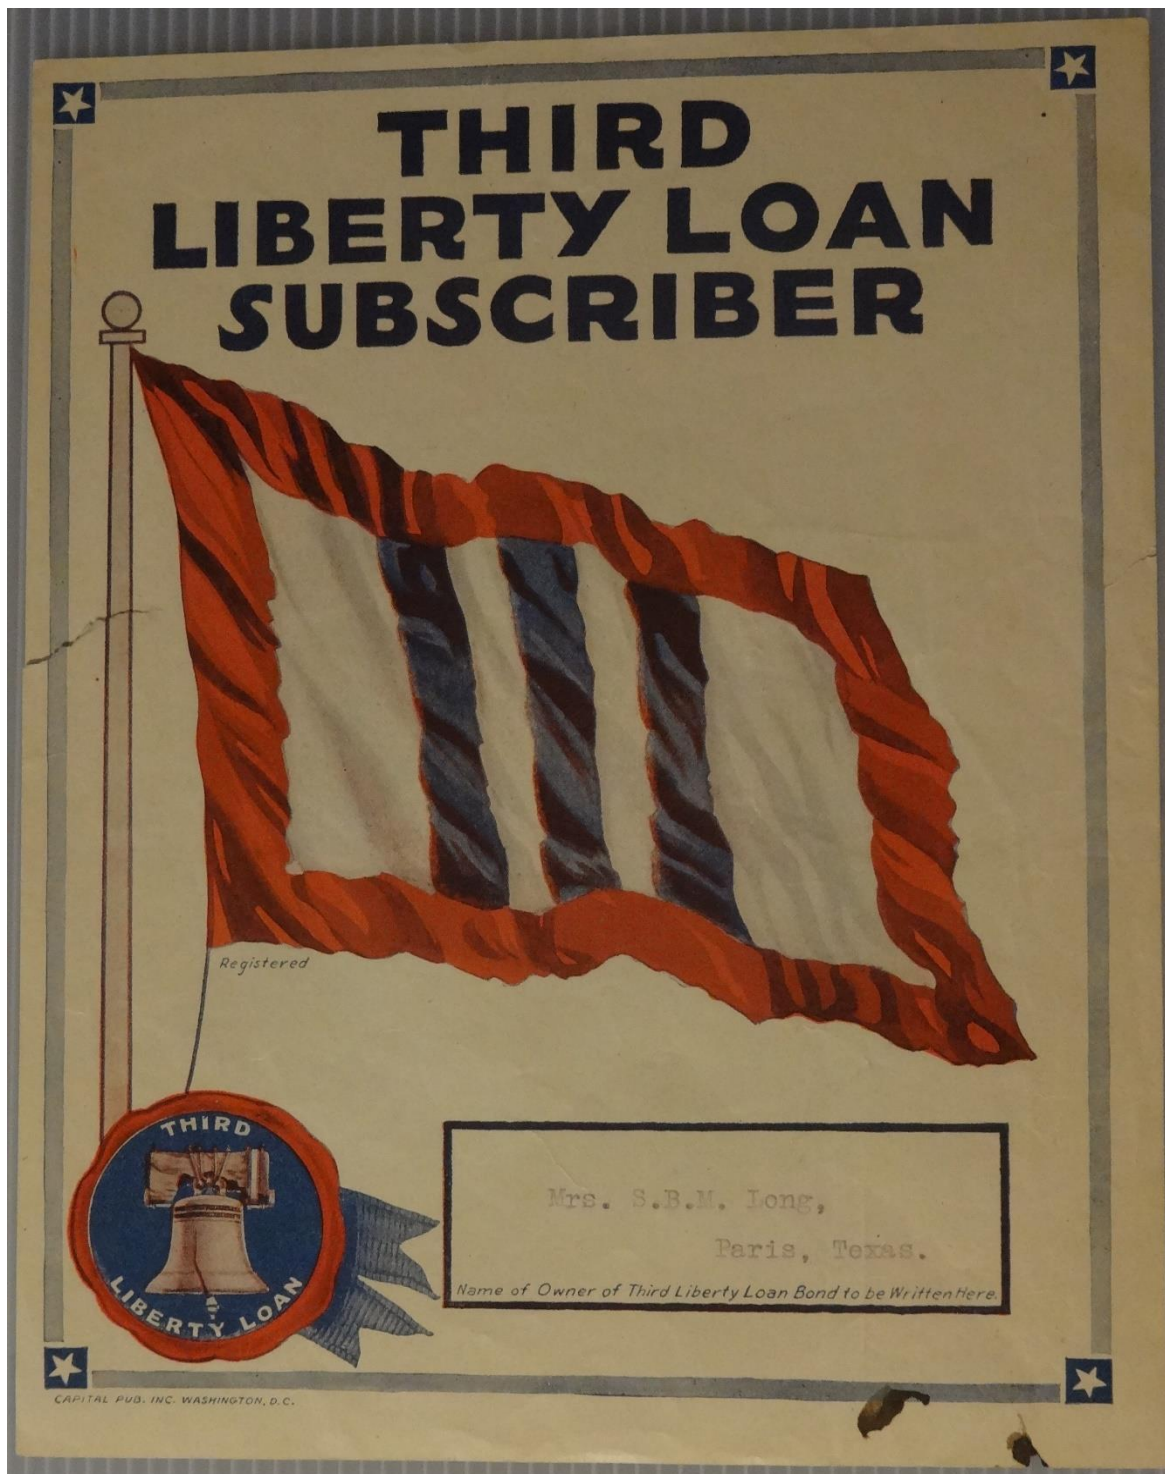 THIRD
LIBERTY LOAN
SUBSCRIBER
Registered
THIRD
LIBERTY LOAN
Mrs. S.B.M. Long,
Paris, Texas.
Name of Owner of Third Liberty Loan Bond to be Written Here.
CAPITAL PUB. INC. WASHINGTON, D.C.